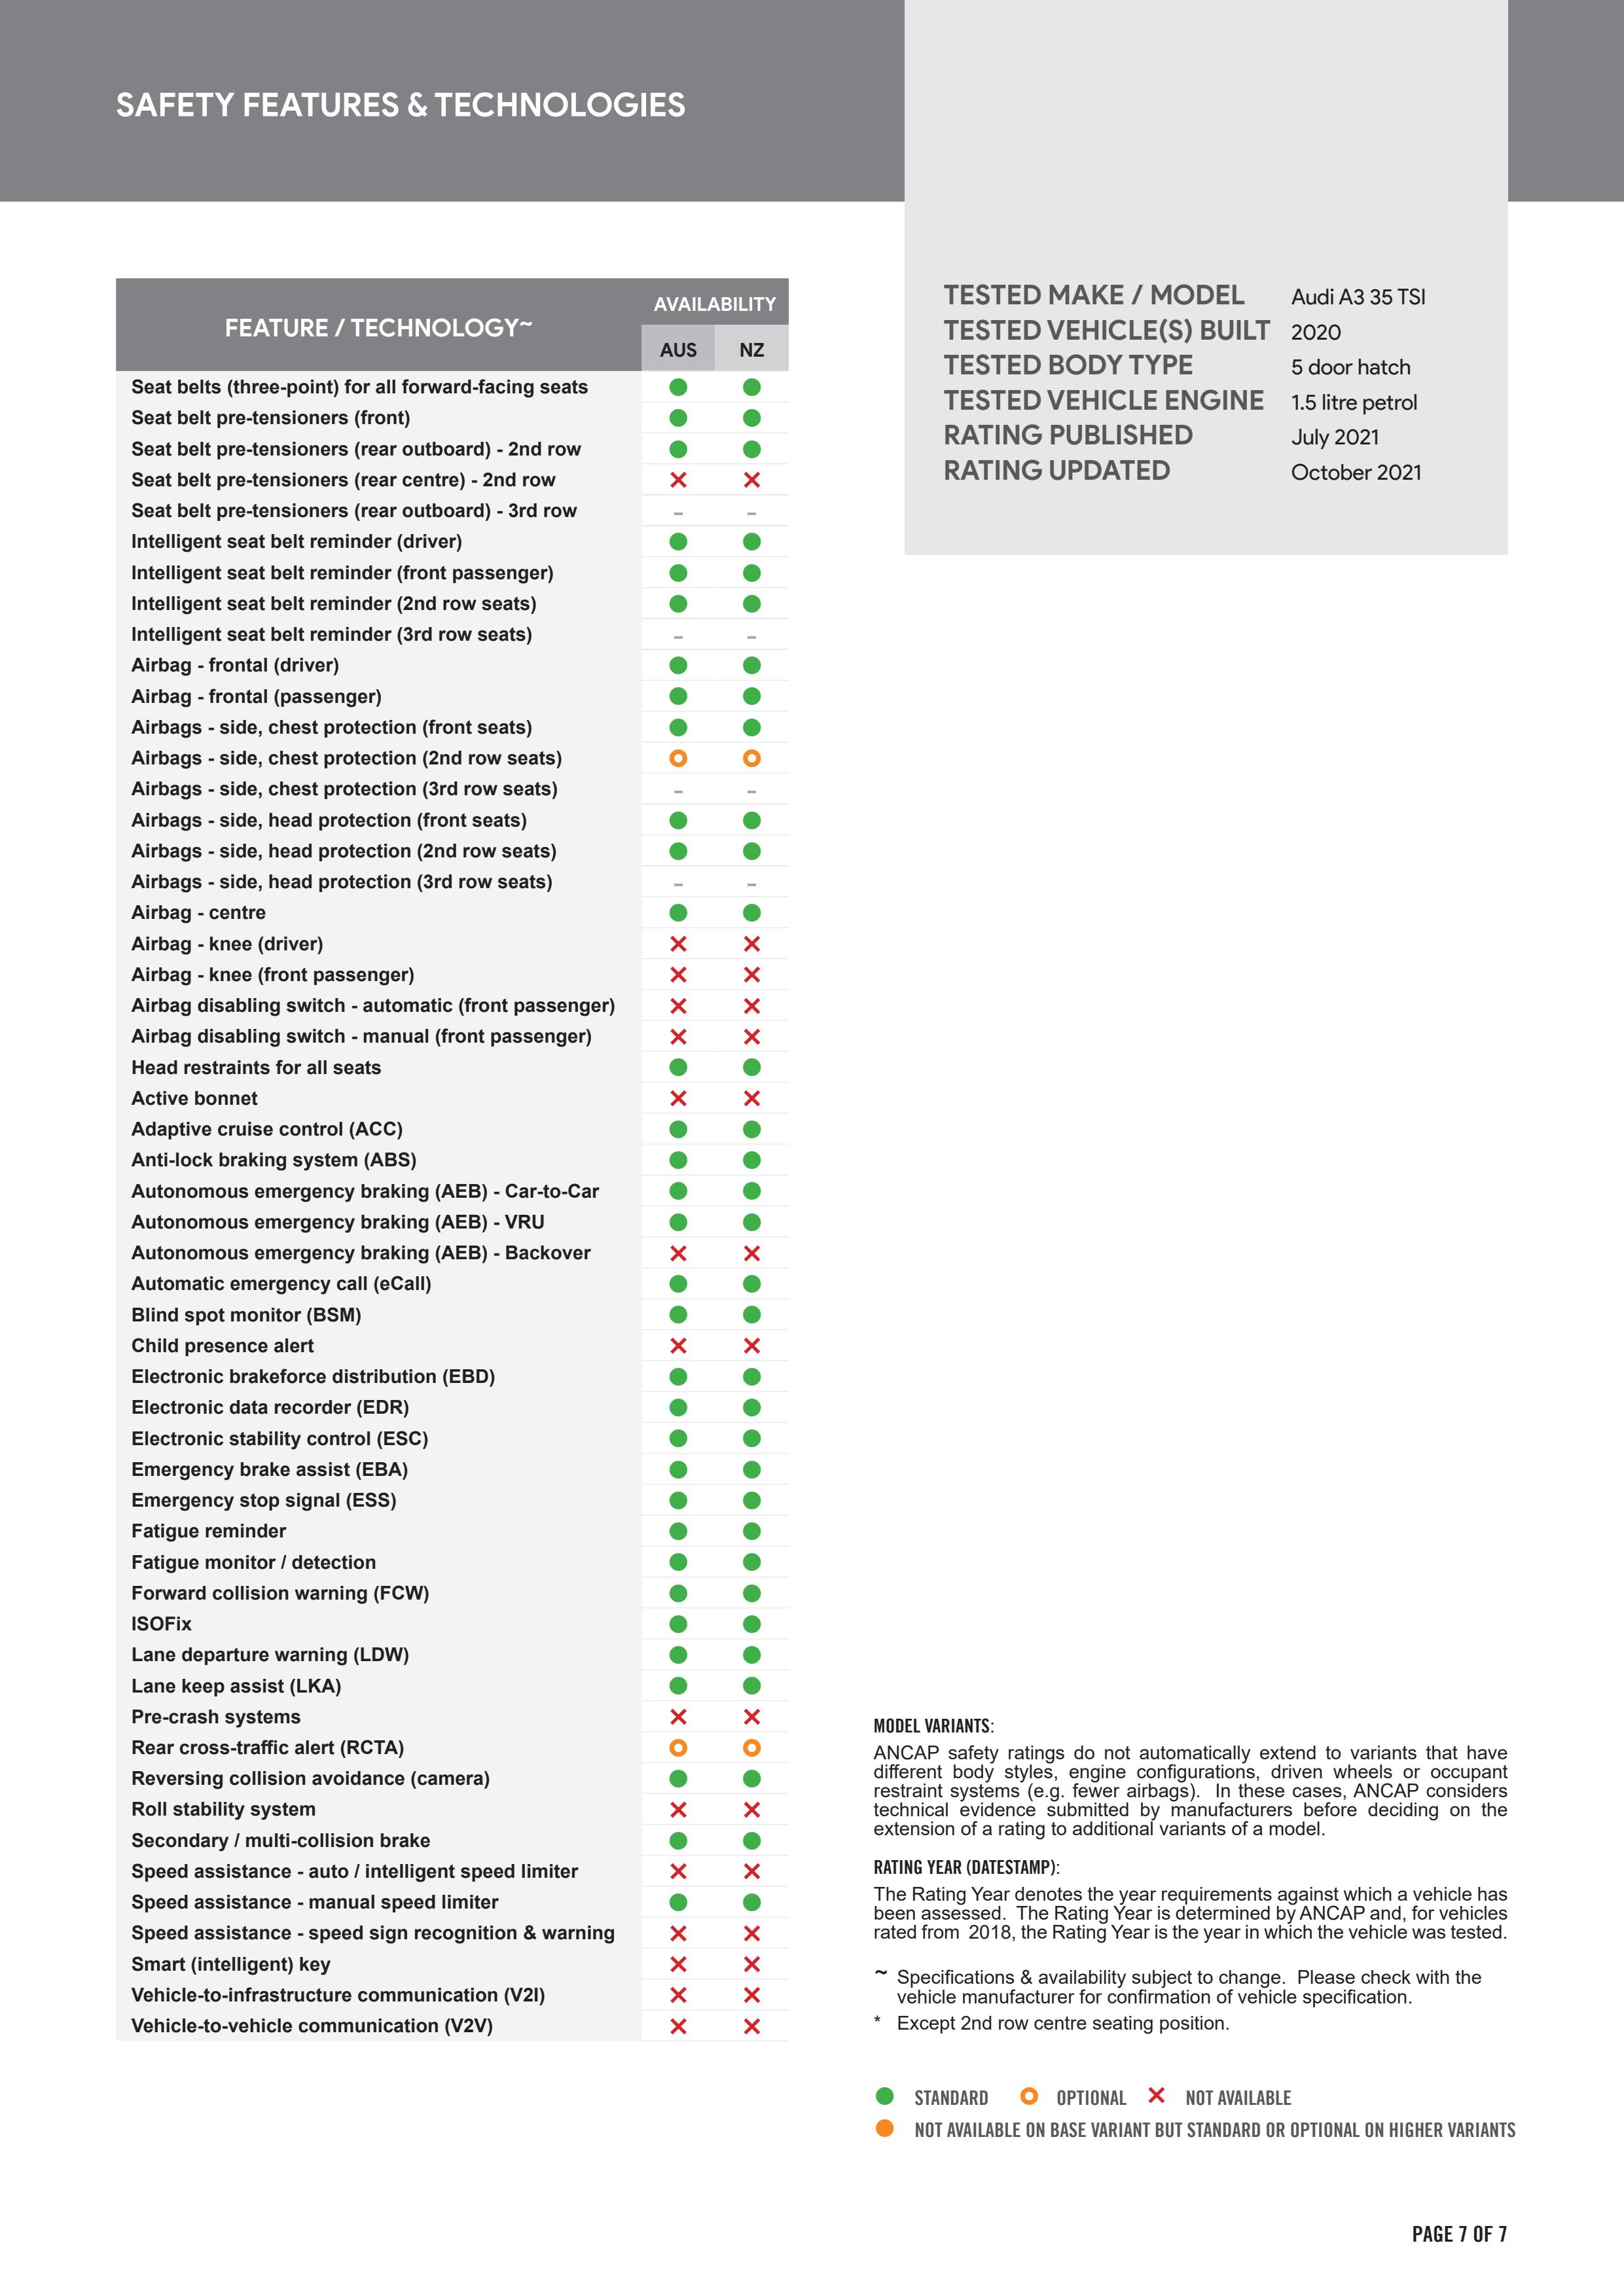 SAFETY FEATURES & TECHNOLOGIES
TESTED MAKE / MODEL Audi A3 35 TSI
TESTED VEHICLE(S) BUILT 2020
TESTED BODY TYPE 5 door hatch
TESTED VEHICLE ENGINE 1.5 litre petrol
RATING PUBLISHED July 2021
RATING UPDATED October 2021
FEATURE / TECHNOLOGY~
AVAILABILITY
AUS NZ
Seat belts (three-point) for all forward-facing seats
Seat belt pre-tensioners (front)
Seat belt pre-tensioners (rear outboard) - 2nd row
Seat belt pre-tensioners (rear centre) - 2nd row
Seat belt pre-tensioners (rear outboard) - 3rd row - -
Intelligent seat belt reminder (driver)
Intelligent seat belt reminder (front passenger)
Intelligent seat belt reminder (2nd row seats)
Intelligent seat belt reminder (3rd row seats) - -
Airbag - frontal (driver)
Airbag - frontal (passenger)
Airbags - side, chest protection (front seats)
Airbags - side, chest protection (2nd row seats)
Airbags - side, chest protection (3rd row seats) - -
Airbags - side, head protection (front seats)
Airbags - side, head protection (2nd row seats)
Airbags - side, head protection (3rd row seats) - -
Airbag - centre
Airbag - knee (driver)
Airbag - knee (front passenger)
Airbag disabling switch - automatic (front passenger)
Airbag disabling switch - manual (front passenger)
Head restraints for all seats
Active bonnet
Adaptive cruise control (ACC)
Anti-lock braking system (ABS)
Autonomous emergency braking (AEB) - Car-to-Car
Autonomous emergency braking (AEB) - VRU
Autonomous emergency braking (AEB) - Backover
Automatic emergency call (eCall)
Blind spot monitor (BSM)
Child presence alert
Electronic brakeforce distribution (EBD)
Electronic data recorder (EDR)
Electronic stability control (ESC)
Emergency brake assist (EBA)
Emergency stop signal (ESS)
Fatigue reminder
Fatigue monitor / detection
Forward collision warning (FCW)
ISOFix
Lane departure warning (LDW)
Lane keep assist (LKA)
Pre-crash systems
Rear cross-traffic alert (RCTA)
Reversing collision avoidance (camera)
Roll stability system
Secondary / multi-collision brake
Speed assistance - auto / intelligent speed limiter
Speed assistance - manual speed limiter
Speed assistance - speed sign recognition & warning
Smart (intelligent) key
Vehicle-to-infrastructure communication (V2I)
Vehicle-to-vehicle communication (V2V)
MODEL VARIANTS:
ANCAP safety ratings do not automatically extend to variants that have
different body styles, engine configurations, driven wheels or occupant
restraint systems (e.g. fewer airbags). In these cases, ANCAP considers
technical evidence submitted by manufacturers before deciding on the
extension of a rating to additional variants of a model.
RATING YEAR (DATESTAMP):
The Rating Year denotes the year requirements against which a vehicle has
been assessed. The Rating Year is determined by ANCAP and, for vehicles
rated from 2018, the Rating Year is the year in which the vehicle was tested.
~ Specifications & availability subject to change. Please check with the
vehicle manufacturer for confirmation of vehicle specification.
* Except 2nd row centre seating position.
STANDARD OPTIONAL NOT AVAILABLE
NOT AVAILABLE ON BASE VARIANT BUT STANDARD OR OPTIONAL ON HIGHER VARIANTS
PAGE 7 OF 7